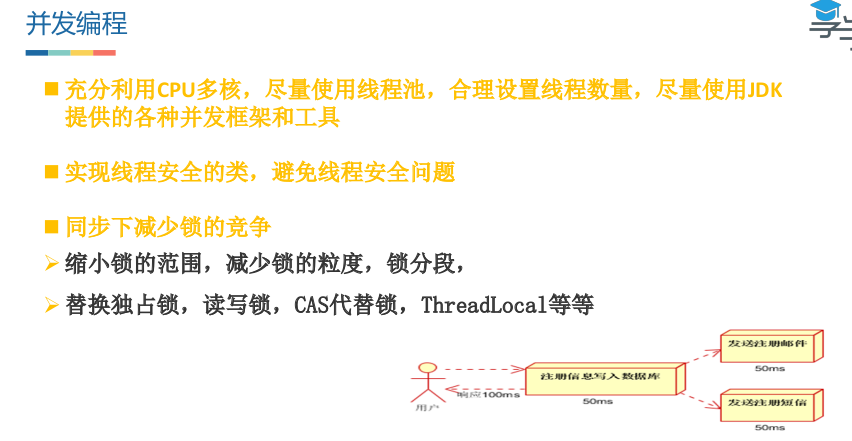 并发编程
充分利用CPU多核，尽量使用线程池，合理设置线程数量，尽量使用JDK
提供的各种并发框架和工具
实现线程安全的类，避免线程安全问题
同步下减少锁的竞争
缩小锁的范围，减少锁的粒度，锁分段，
替换独占锁，读写锁，CAS代替锁，ThreadLocal等等
发送注册邮件
50ms
注册信息写入数据库
响应100ms
50ms
用户
发送注册短信
50ms